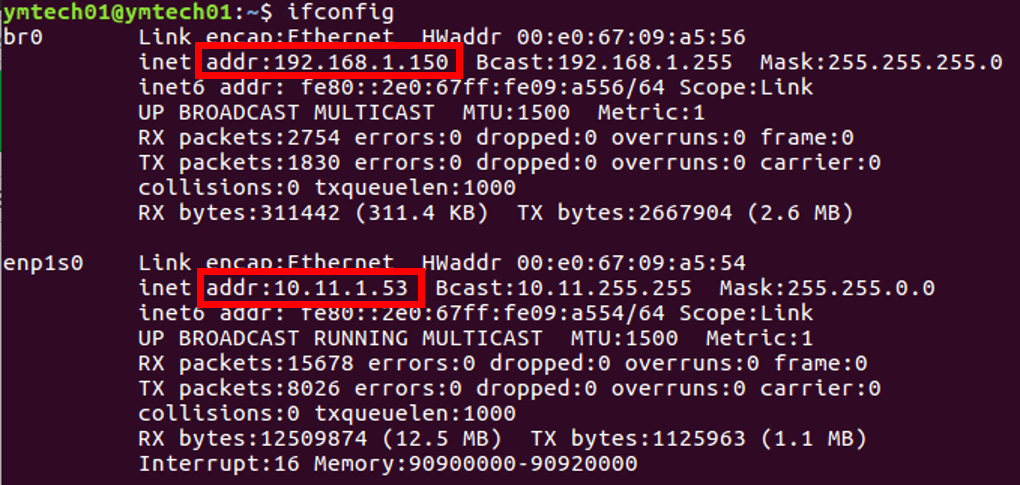 ymtech01@ymtech01:~$ ifconfig
br0 Link encap:Ethernet HWaddr 00:e0:67:09:a5:56
inet addr:192.168.1.150 Bcast:192.168.1.255 Mask:255.255.255.0
inet6 addr: fe80::2e0:67ff:fe09:a556/64 Scope:Link
UP BROADCAST MULTICAST MTU:1500 Metric:1
RX packets:2754 errors:0 dropped:0 overruns:0 frame:0
TX packets:1830 errors:0 dropped:0 overruns:0 carrier:0
collisions:0 txqueuelen:1000
RX bytes:311442 (311.4 KB) TX bytes:2667904 (2.6 MB)
enp1s0 Link encap:Ethernet HWaddr 00:e0:67:09:a5:54
inet addr:10.11.1.53 Bcast:10.11.255.255 Mask:255.255.0.0
inet6 addr: fe80::2e0:67ff:fe09:a554/64 Scope:Link
UP BROADCAST RUNNING MULTICAST MTU:1500 Metric:1
RX packets:15678 errors:0 dropped:0 overruns:0 frame:0
TX packets:8026 errors:0 dropped:0 overruns:0 carrier:0
collisions:0 txqueuelen:1000
RX bytes:12509874 (12.5 MB) TX bytes:1125963 (1.1 MB)
Interrupt:16 Memory:90900000-90920000